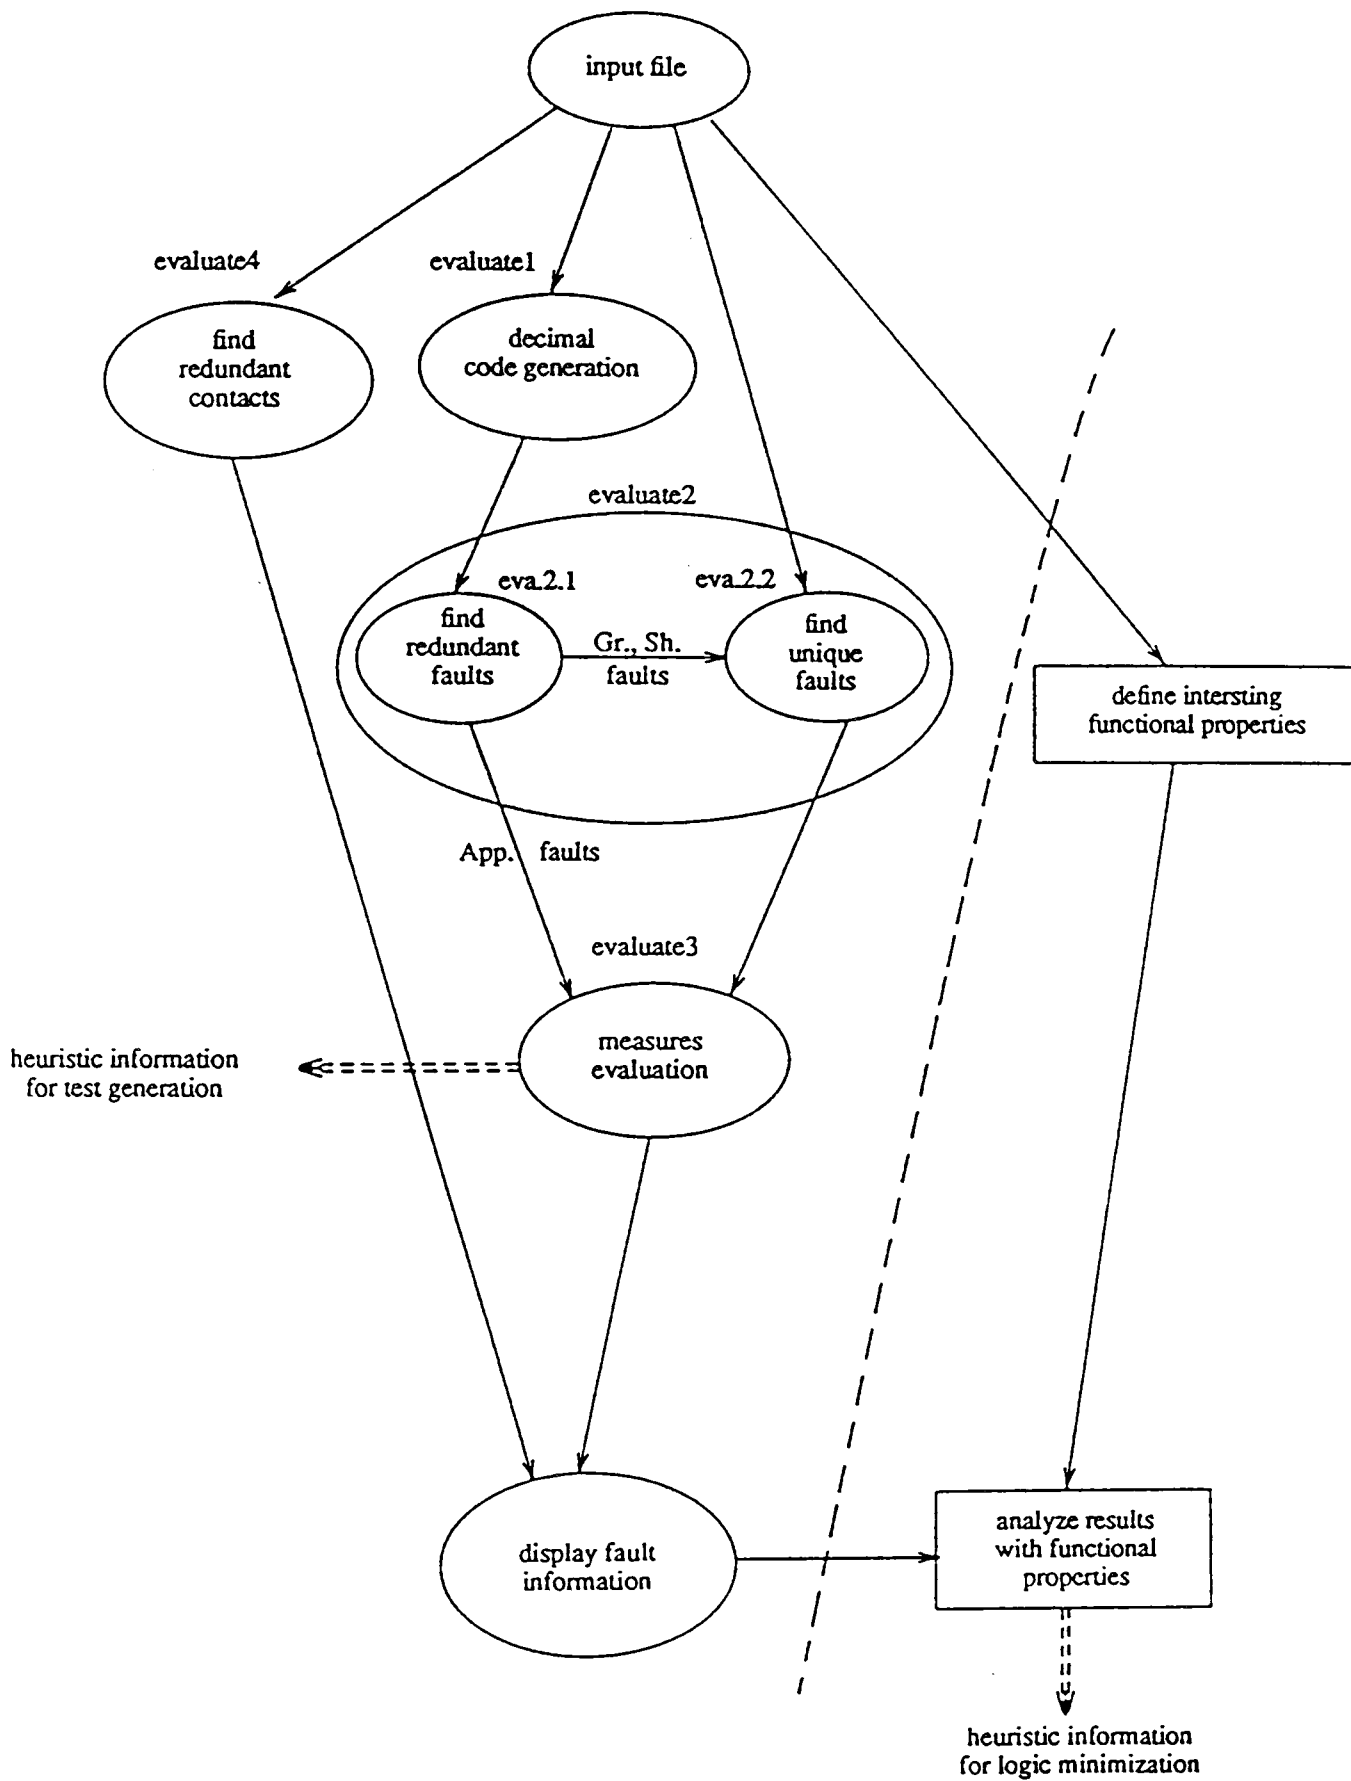 input file
evaluate4
evaluate1
find
redundant
contacts
decimal
code generation
evaluate2
eva.2.1
eva.2.2
find
redundant
faults
Gr., Sh.
faults
find
unique
faults
define intersting
functional properties
App. faults
evaluate3
measures
evaluation
heuristic information
for test generation
display fault
information
analyze results
with functional
properties
heuristic information
for logic minimization